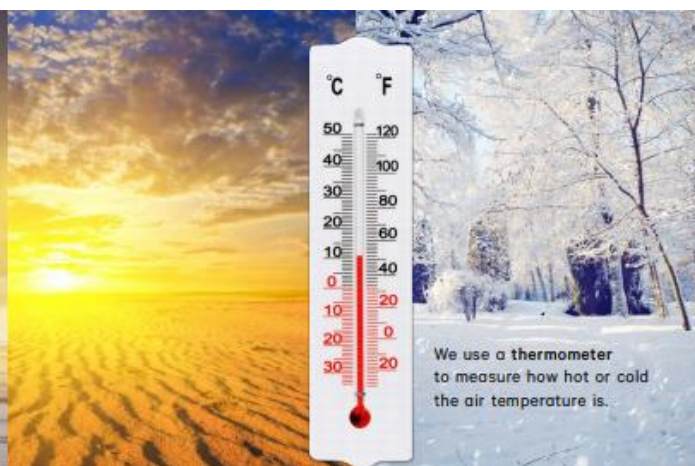 °C °F
50 120
40 100
30 80
20 60
10 40
0 20
10 0
20 20
30
We use a thermometer
to measure how hot or cold
the air temperature is.